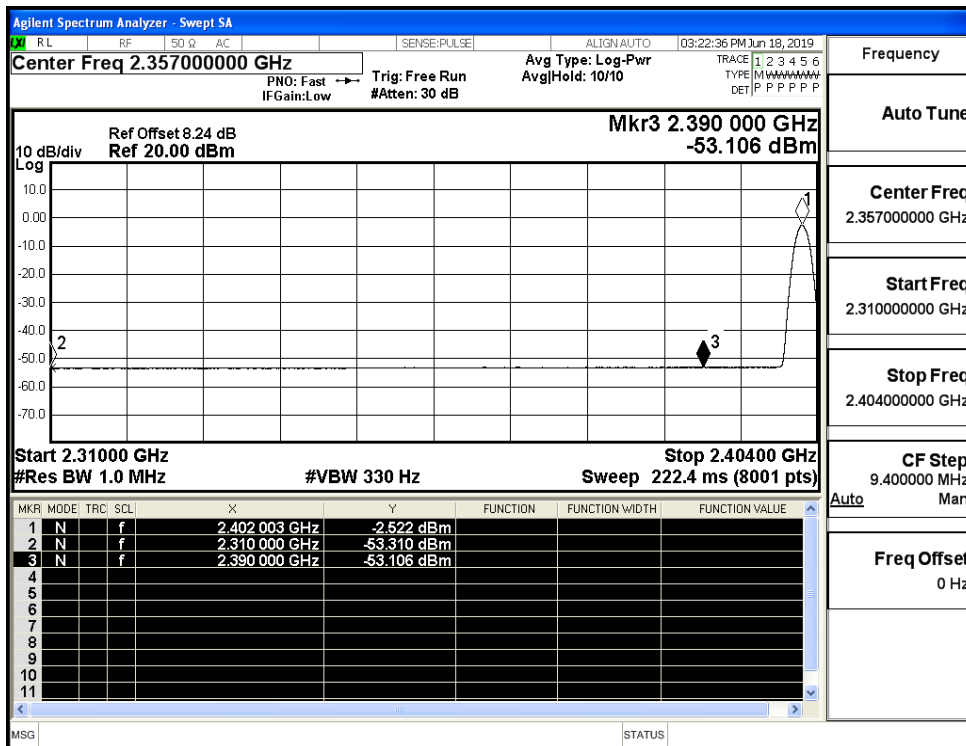 Agilent Spectrum Analyzer - Swept SA
LXI RL RF 50 Ω AC SENSE:PULSE ALIGN AUTO 03:22:36 PM Jun 18, 2019
Center Freq 2.357000000 GHz
PNO: Fast
IFGain:Low
Trig: Free Run
#Atten: 30 dB
Avg Type: Log-Pwr
Avg|Hold: 10/10
TRACE 1 2 3 4 5 6
TYPE M WWWWW
DET P P P P P P
Ref Offset 8.24 dB
10 dB/div Ref 20.00 dBm
Log
Mkr3 2.390 000 GHz
-53.106 dBm
10.0
0.00
-10.0
-20.0
-30.0
-40.0
-50.0
-60.0
-70.0
1
2
3
Start 2.31000 GHz Stop 2.40400 GHz
#Res BW 1.0 MHz #VBW 330 Hz Sweep 222.4 ms (8001 pts)
MKR MODE TRC SCL X Y FUNCTION FUNCTION WIDTH FUNCTION VALUE
1 N f 2.402 003 GHz -2.522 dBm
2 N f 2.310 000 GHz -53.310 dBm
3 N f 2.390 000 GHz -53.106 dBm
4
5
6
7
8
9
10
11
MSG STATUS
Frequency
Auto Tune
Center Freq
2.357000000 GHz
Start Freq
2.310000000 GHz
Stop Freq
2.404000000 GHz
CF Step
9.400000 MHz
Auto Man
Freq Offset
0 Hz